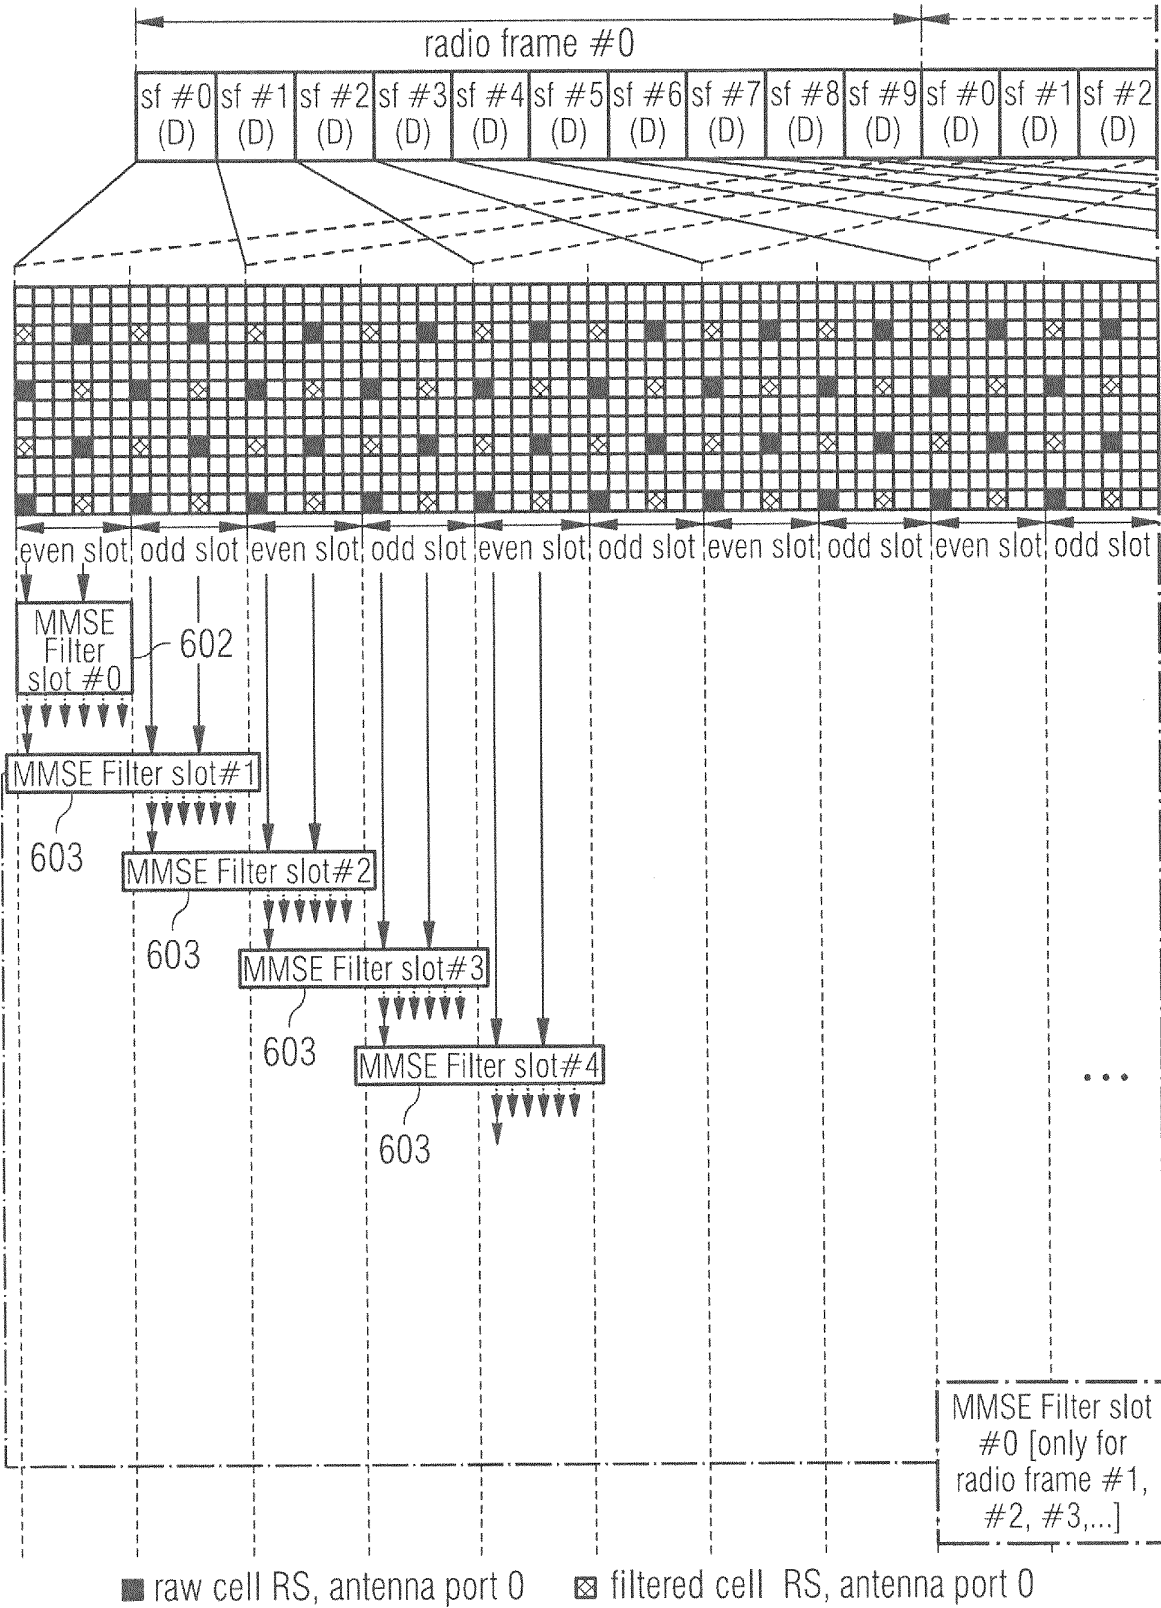 radio frame #0
sf #0 sf #1 sf #2 sf #3 sf #4 sf #5 sf #6 sf #7 sf #8 sf #9 sf #0 sf #1 sf #2
(D) (D) (D) (D) (D) (D) (D) (D) (D) (D) (D) (D) (D)
even slot odd slot even slot odd slot even slot odd slot even slot odd slot even slot odd slot
MMSE
Filter
slot #0
602
MMSE Filter slot#1
603
MMSE Filter slot#2
603
MMSE Filter slot#3
603
MMSE Filter slot#4
603
...
MMSE Filter slot
#0 [only for
radio frame #1,
#2, #3,...]
raw cell RS, antenna port 0
filtered cell RS, antenna port 0